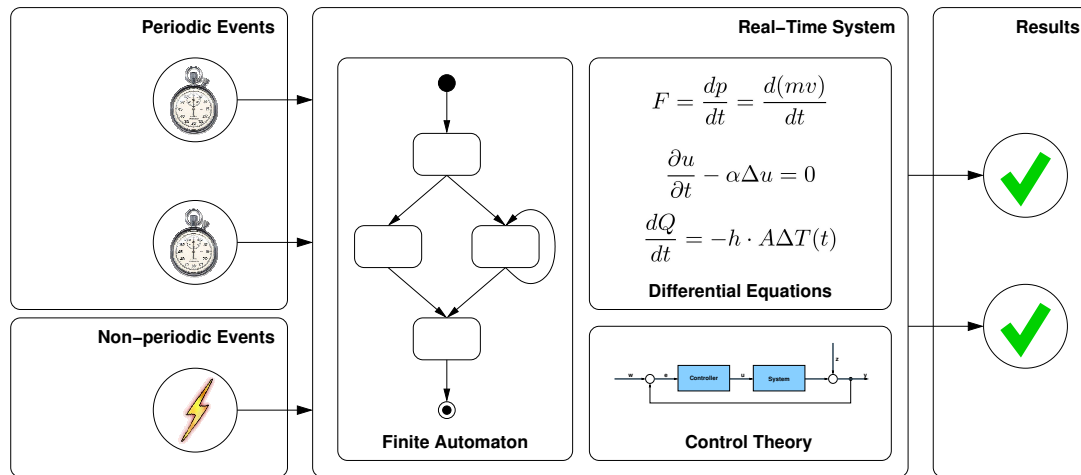 Periodic Events
Real−Time System
Results
F = dp/dt = d(mv)/dt
∂u/∂t − αΔu = 0
dQ/dt = −h · AΔT(t)
Differential Equations
Non−periodic Events
z
w
e
Controller
u
System
y
Finite Automaton
Control Theory